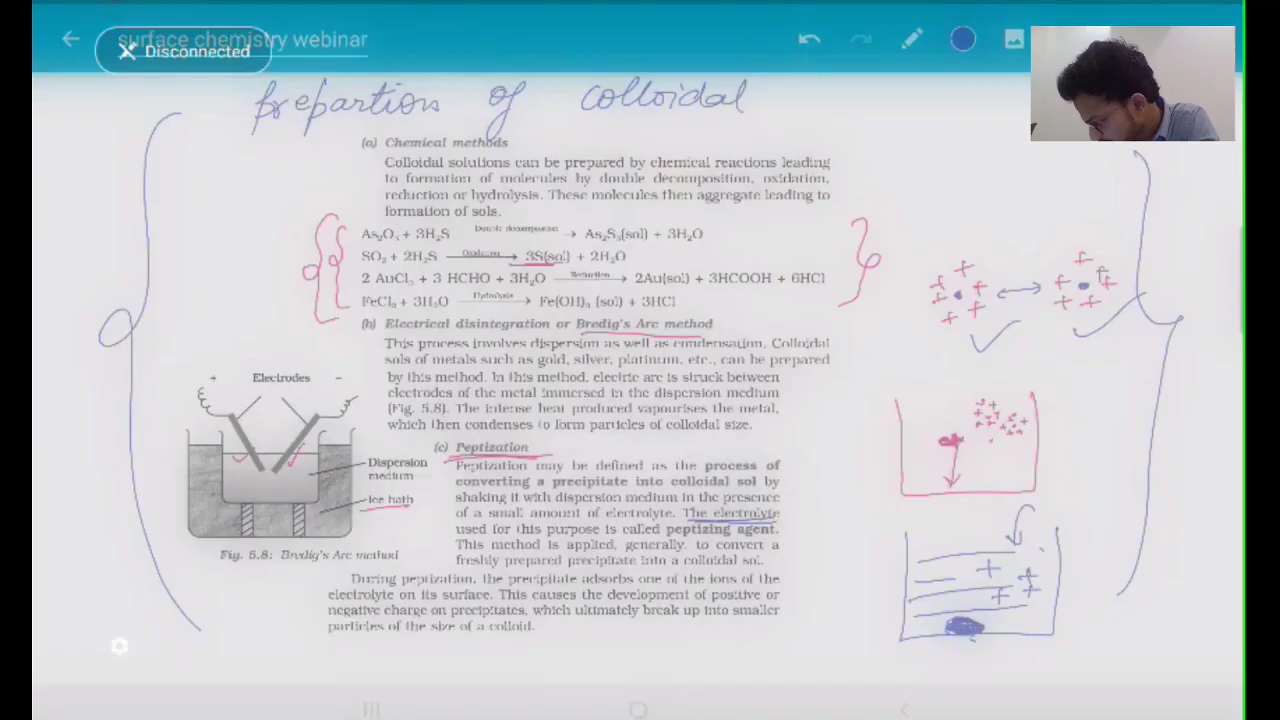 surface chemistry webinar
Disconnected
prepartion of colloidal
(a) Chemical methods
Colloidal solutions can be prepared by chemical reactions leading
to formation of molecules by double decomposition, oxidation,
reduction or hydrolysis. These molecules then aggregate leading to
formation of sols.
As₂O₃ + 3H₂S Double decomposition → As₂S₃(sol) + 3H₂O
SO₂ + 2H₂S Oxidation → 3S(sol) + 2H₂O
2 AuCl₃ + 3 HCHO + 3H₂O Reduction → 2Au(sol) + 3HCOOH + 6HCl
FeCl₃ + 3H₂O Hydrolysis → Fe(OH)₃ (sol) + 3HCl
(b) Electrical disintegration or Bredig's Arc method
This process involves dispersion as well as condensation. Colloidal
sols of metals such as gold, silver, platinum, etc., can be prepared
by this method. In this method, electric arc is struck between
electrodes of the metal immersed in the dispersion medium
(Fig. 5.8). The intense heat produced vapourises the metal,
which then condenses to form particles of colloidal size.
+ Electrodes −
Dispersion
medium
Ice bath
Fig. 5.8: Bredig's Arc method
(c) Peptization
Peptization may be defined as the process of
converting a precipitate into colloidal sol by
shaking it with dispersion medium in the presence
of a small amount of electrolyte. The electrolyte
used for this purpose is called peptizing agent.
This method is applied, generally, to convert a
freshly prepared precipitate into a colloidal sol.
During peptization, the precipitate adsorbs one of the ions of the
electrolyte on its surface. This causes the development of positive or
negative charge on precipitates, which ultimately break up into smaller
particles of the size of a colloid.